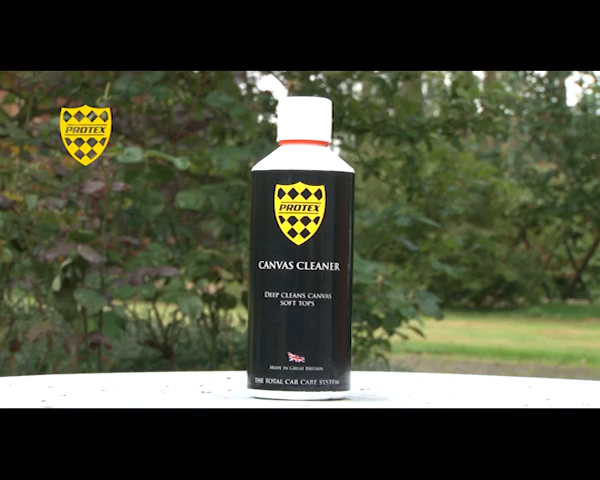 PROTEX
PROTEX
CANVAS CLEANER
DEEP CLEANS CANVAS
SOFT TOPS
MADE IN GREAT BRITAIN
THE TOTAL CAR CARE SYSTEM